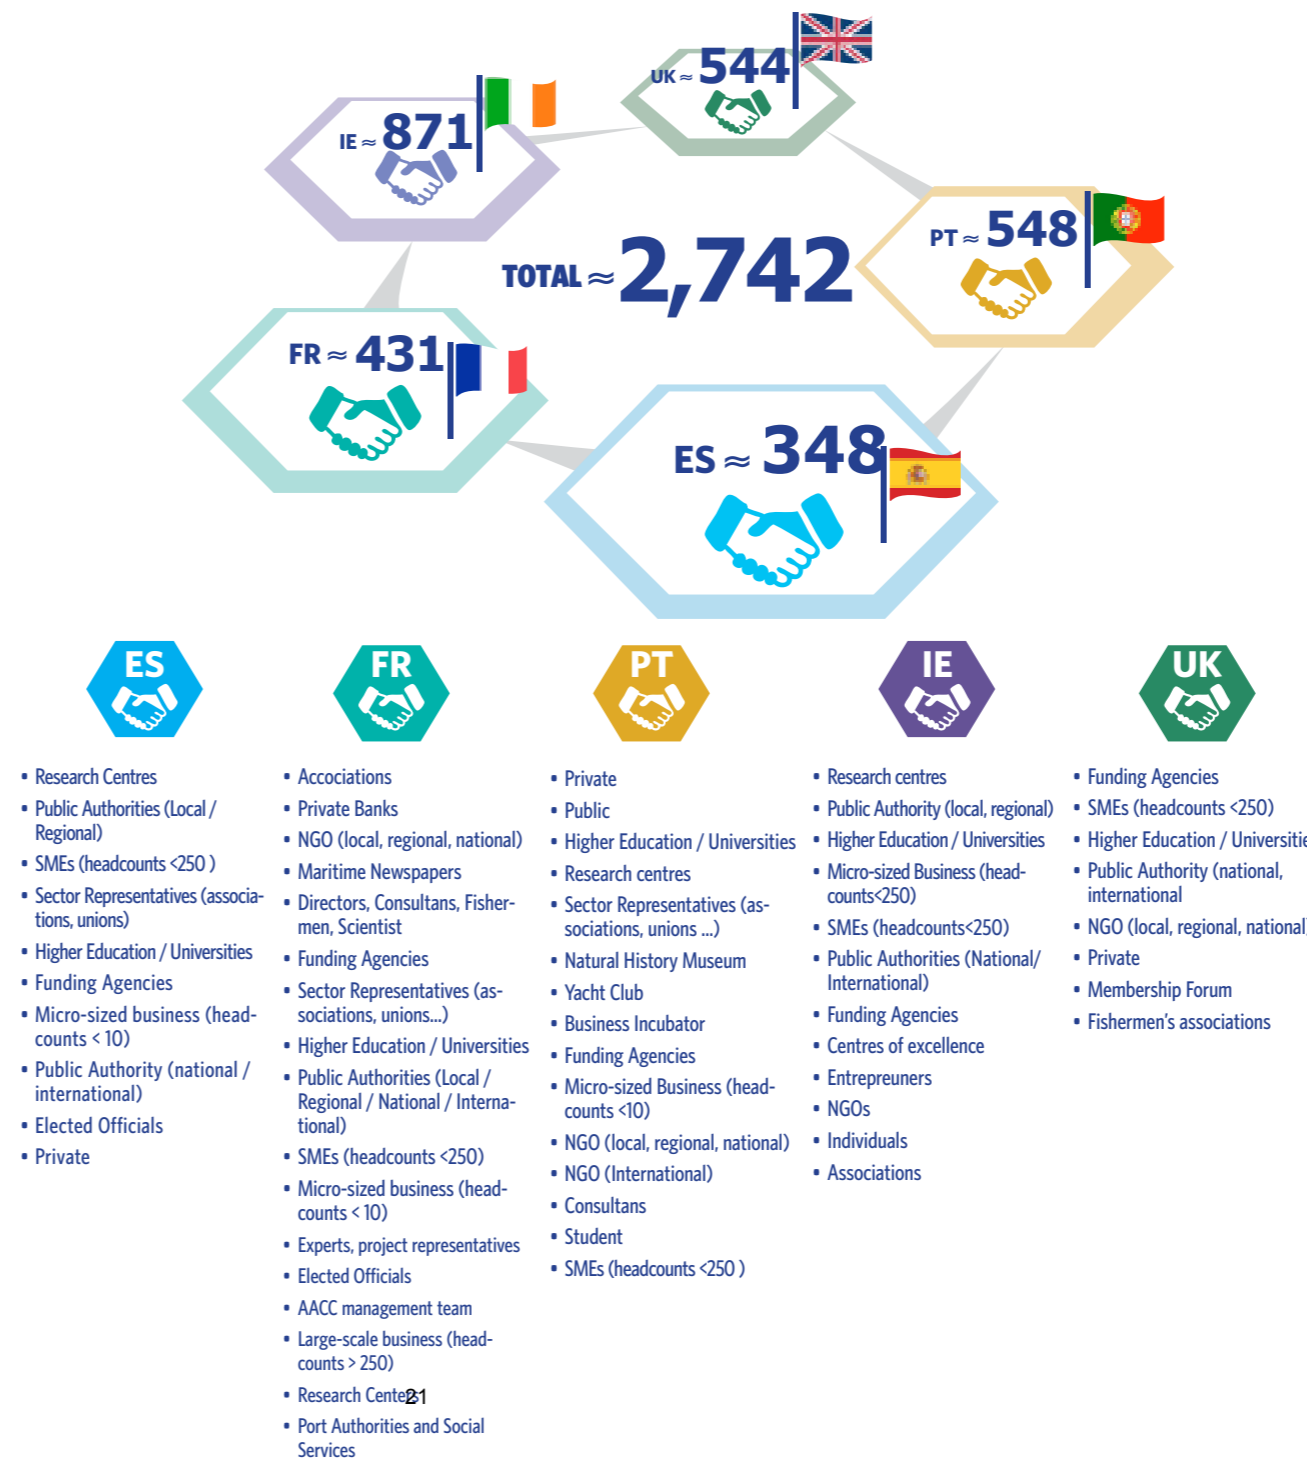 UK ≈ 544
IE ≈ 871
PT ≈ 548
TOTAL ≈ 2,742
FR ≈ 431
ES ≈ 348
ES
• Research Centres
• Public Authorities (Local /
Regional)
• SMEs (headcounts <250 )
• Sector Representatives (associa-
tions, unions)
• Higher Education / Universities
• Funding Agencies
• Micro-sized business (head-
counts < 10)
• Public Authority (national /
international)
• Elected Officials
• Private
FR
• Accociations
• Private Banks
• NGO (local, regional, national)
• Maritime Newspapers
• Directors, Consultans, Fisher-
men, Scientist
• Funding Agencies
• Sector Representatives (as-
sociations, unions...)
• Higher Education / Universities
• Public Authorities (Local /
Regional / National / Interna-
tional)
• SMEs (headcounts <250)
• Micro-sized business (head-
counts < 10)
• Experts, project representatives
• Elected Officials
• AACC management team
• Large-scale business (head-
counts > 250)
• Research Centers
• Port Authorities and Social
Services
PT
• Private
• Public
• Higher Education / Universities
• Research centres
• Sector Representatives (as-
sociations, unions ...)
• Natural History Museum
• Yacht Club
• Business Incubator
• Funding Agencies
• Micro-sized Business (head-
counts <10)
• NGO (local, regional, national)
• NGO (International)
• Consultans
• Student
• SMEs (headcounts <250 )
IE
• Research centres
• Public Authority (local, regional)
• Higher Education / Universities
• Micro-sized Business (head-
counts<250)
• SMEs (headcounts<250)
• Public Authorities (National/
International)
• Funding Agencies
• Centres of excellence
• Entrepreuners
• NGOs
• Individuals
• Associations
UK
• Funding Agencies
• SMEs (headcounts <250)
• Higher Education / Universitie
• Public Authority (national,
international
• NGO (local, regional, national)
• Private
• Membership Forum
• Fishermen's associations
21